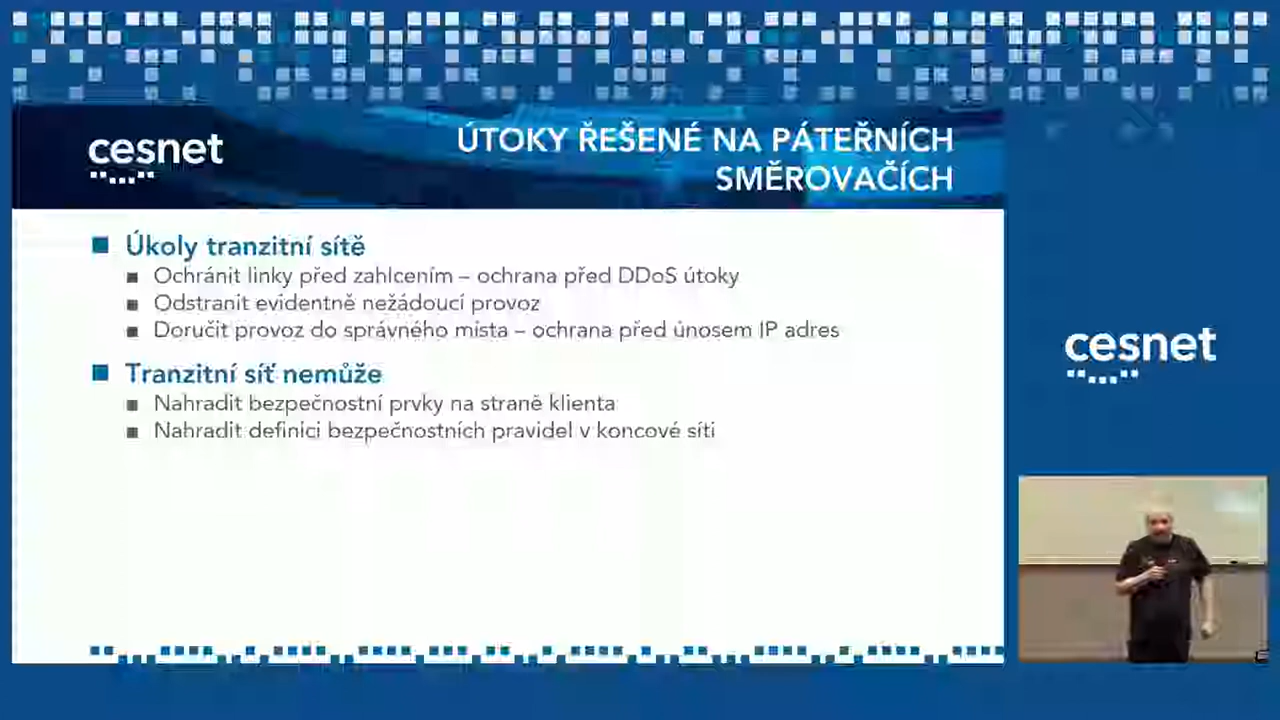 cesnet
ÚTOKY ŘEŠENÉ NA PÁTEŘNÍCH
SMĚROVAČÍCH
Úkoly tranzitní sítě
Ochránit linky před zahlcením – ochrana před DDoS útoky
Odstranit evidentně nežádoucí provoz
Doručit provoz do správného místa – ochrana před únosem IP adres
Tranzitní síť nemůže
Nahradit bezpečnostní prvky na straně klienta
Nahradit definici bezpečnostních pravidel v koncové síti
cesnet